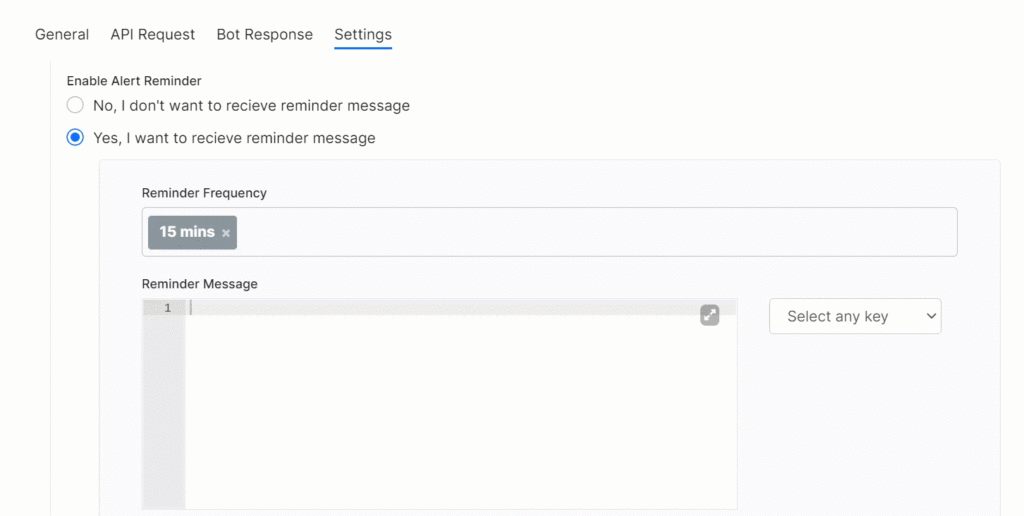 General API Request Bot Response Settings
Enable Alert Reminder
No, I don't want to recieve reminder message
Yes, I want to recieve reminder message
Reminder Frequency
15 mins ×
Reminder Message
1
Select any key